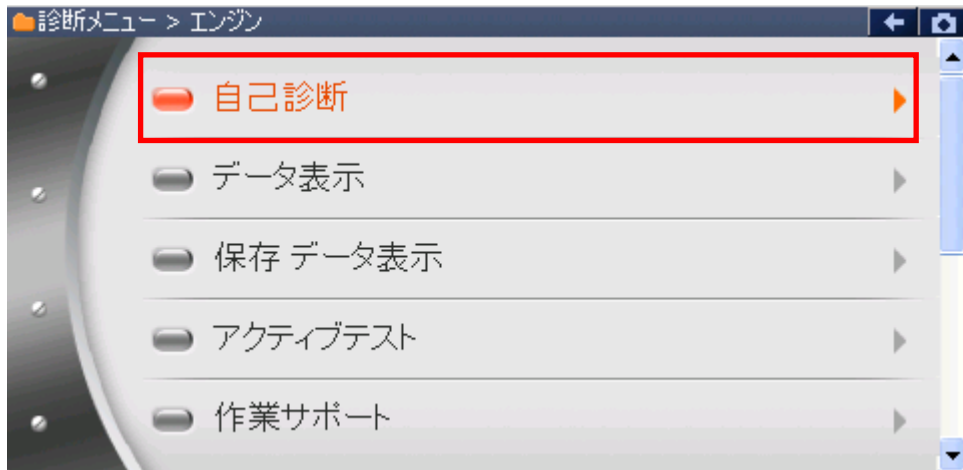 診断メニュー > エンジン
自己診断
データ表示
保存 データ表示
アクティブテスト
作業サポート